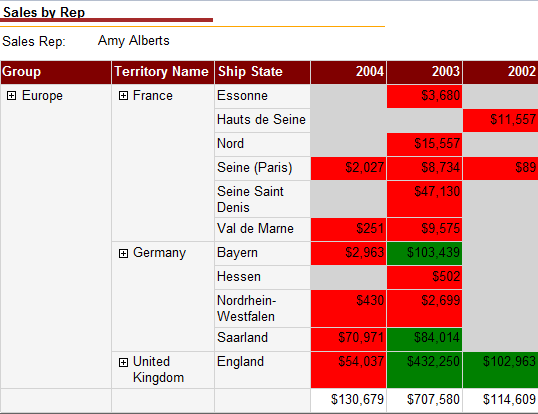 Sales by Rep
Sales Rep: Amy Alberts
Group Territory Name Ship State 2004 2003 2002
Europe France Essonne $3,680
Hauts de Seine $11,557
Nord $15,557
Seine (Paris) $2,027 $8,734 $89
Seine Saint
Denis $47,130
Val de Marne $251 $9,575
Germany Bayern $2,963 $103,439
Hessen $502
Nordrhein-
Westfalen $430 $2,699
Saarland $70,971 $84,014
United
Kingdom England $54,037 $432,250 $102,963
$130,679 $707,580 $114,609